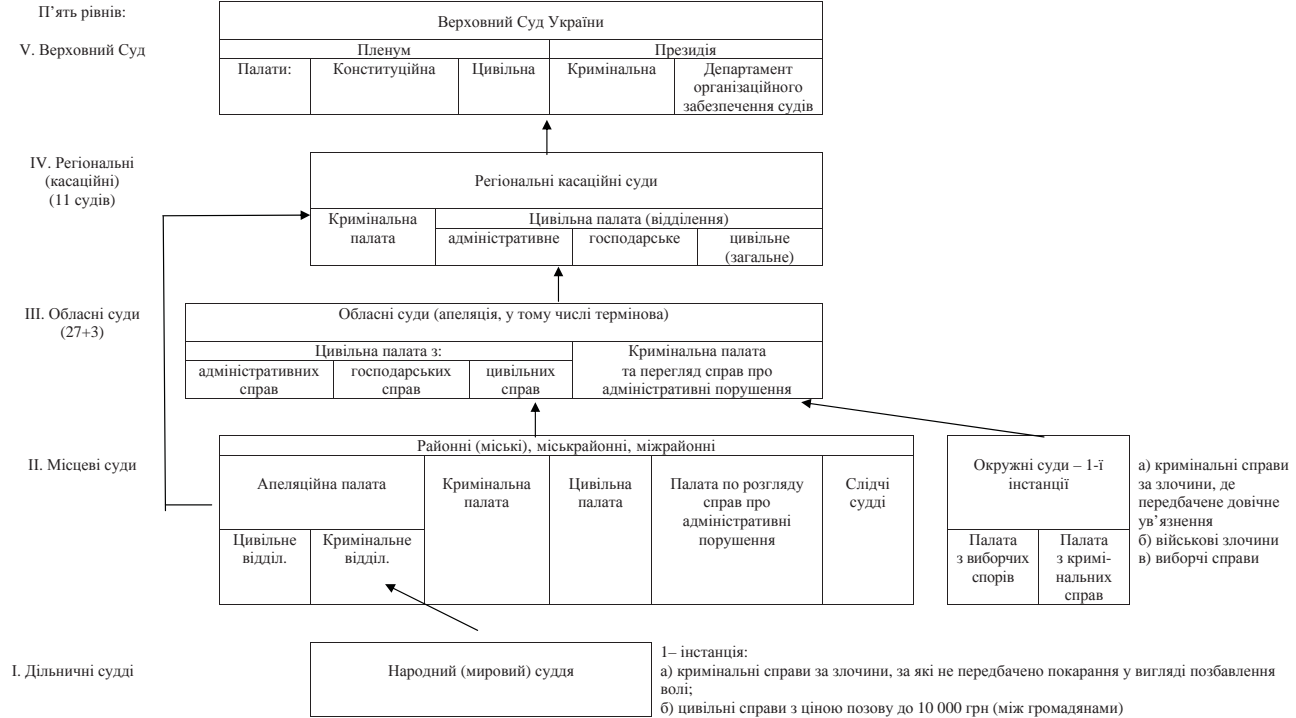 П’ять рівнів:
Верховний Суд України
V. Верховний Суд
Пленум
Президія
Палати:
Конституційна
Цивільна
Кримінальна
Департамент
організаційного
забезпечення судів
IV. Регіональні
(касаційні)
(11 судів)
Регіональні касаційні суди
Кримінальна
палата
Цивільна палата (відділення)
адміністративне
господарське
цивільне
(загальне)
III. Обласні суди
(27+3)
Обласні суди (апеляція, у тому числі термінова)
Цивільна палата з:
адміністративних
справ
господарських
справ
цивільних
справ
Кримінальна палата
та перегляд справ про
адміністративні порушення
II. Місцеві суди
Районні (міські), міськрайонні, міжрайонні
Апеляційна палата
Цивільне
відділ.
Кримінальне
відділ.
Кримінальна
палата
Цивільна
палата
Палата по розгляду
справ про
адміністративні
порушення
Слідчі
судді
Окружні суди – 1-ї
інстанції
Палата
з виборчих
спорів
Палата
з кримі-
нальних
справ
а) кримінальні справи
за злочини, де
передбачене довічне
ув’язнення
б) військові злочини
в) виборчі справи
I. Дільничні судді
Народний (мировий) суддя
1– інстанція:
а) кримінальні справи за злочини, за які не передбачено покарання у вигляді позбавлення
волі;
б) цивільні справи з ціною позову до 10 000 грн (між громадянами)